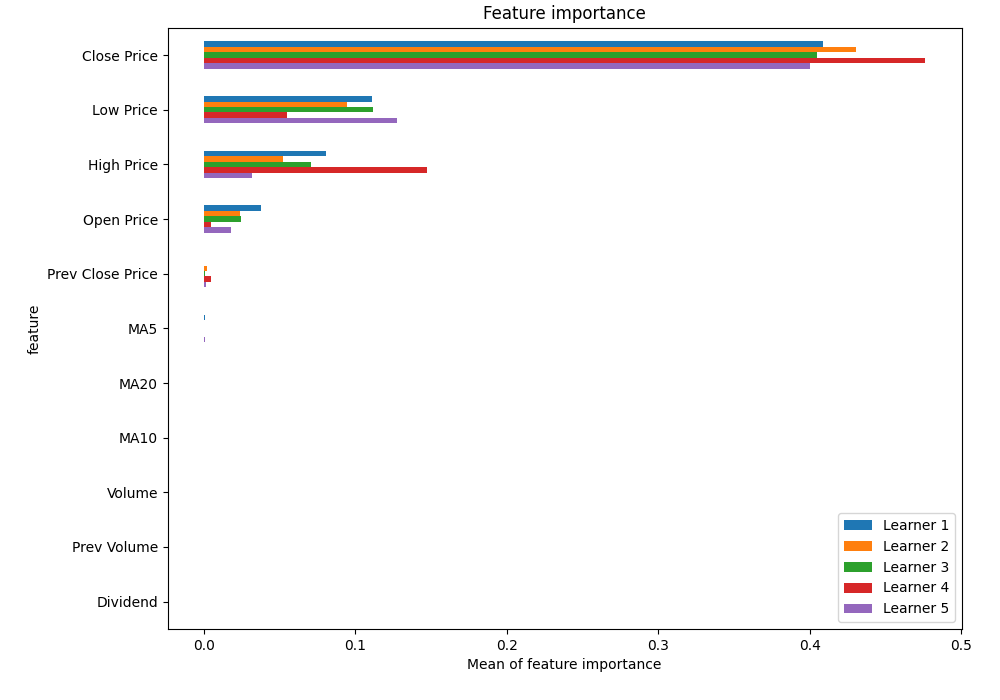 Feature importance
Close Price
Low Price
High Price
Open Price
Prev Close Price
MA5
MA20
MA10
Volume
Prev Volume
Dividend
feature
Learner 1
Learner 2
Learner 3
Learner 4
Learner 5
0.0 0.1 0.2 0.3 0.4 0.5
Mean of feature importance